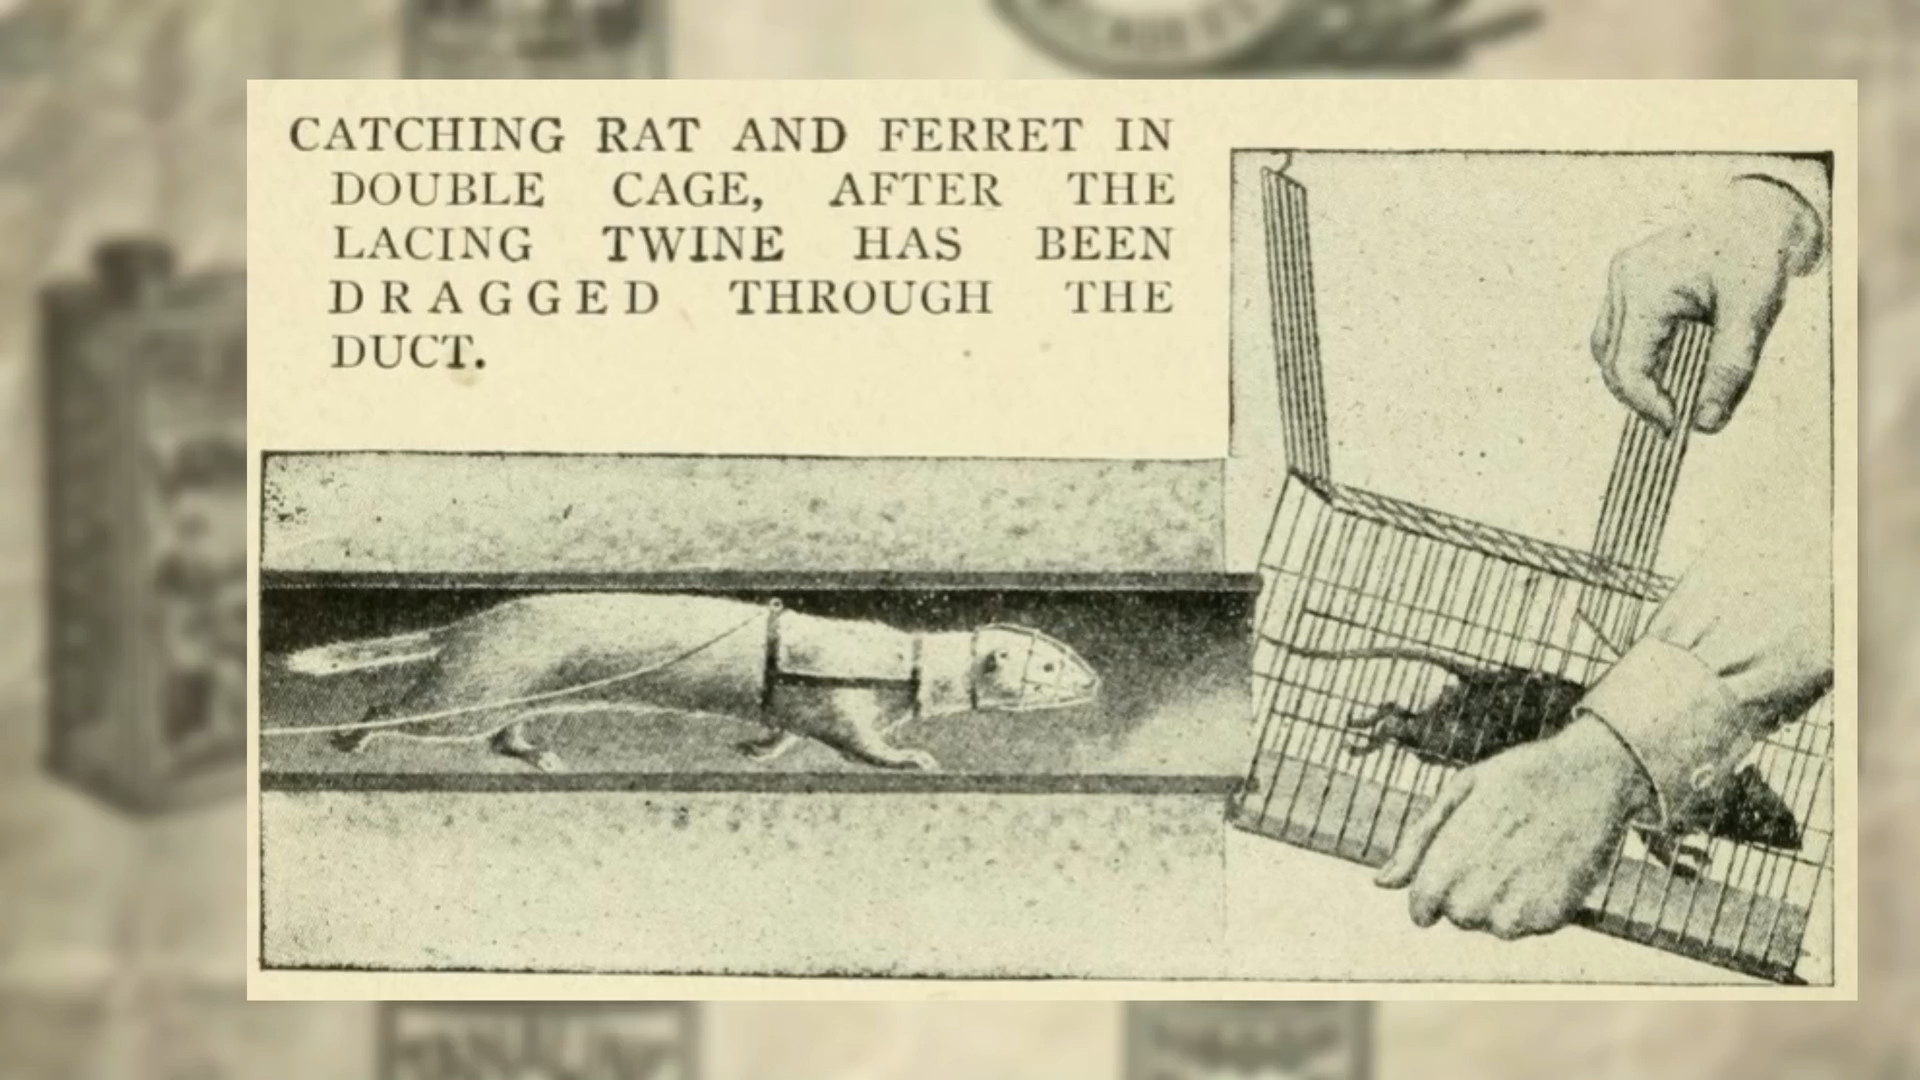 CATCHING RAT AND FERRET IN
DOUBLE CAGE, AFTER THE
LACING TWINE HAS BEEN
DRAGGED THROUGH THE
DUCT.